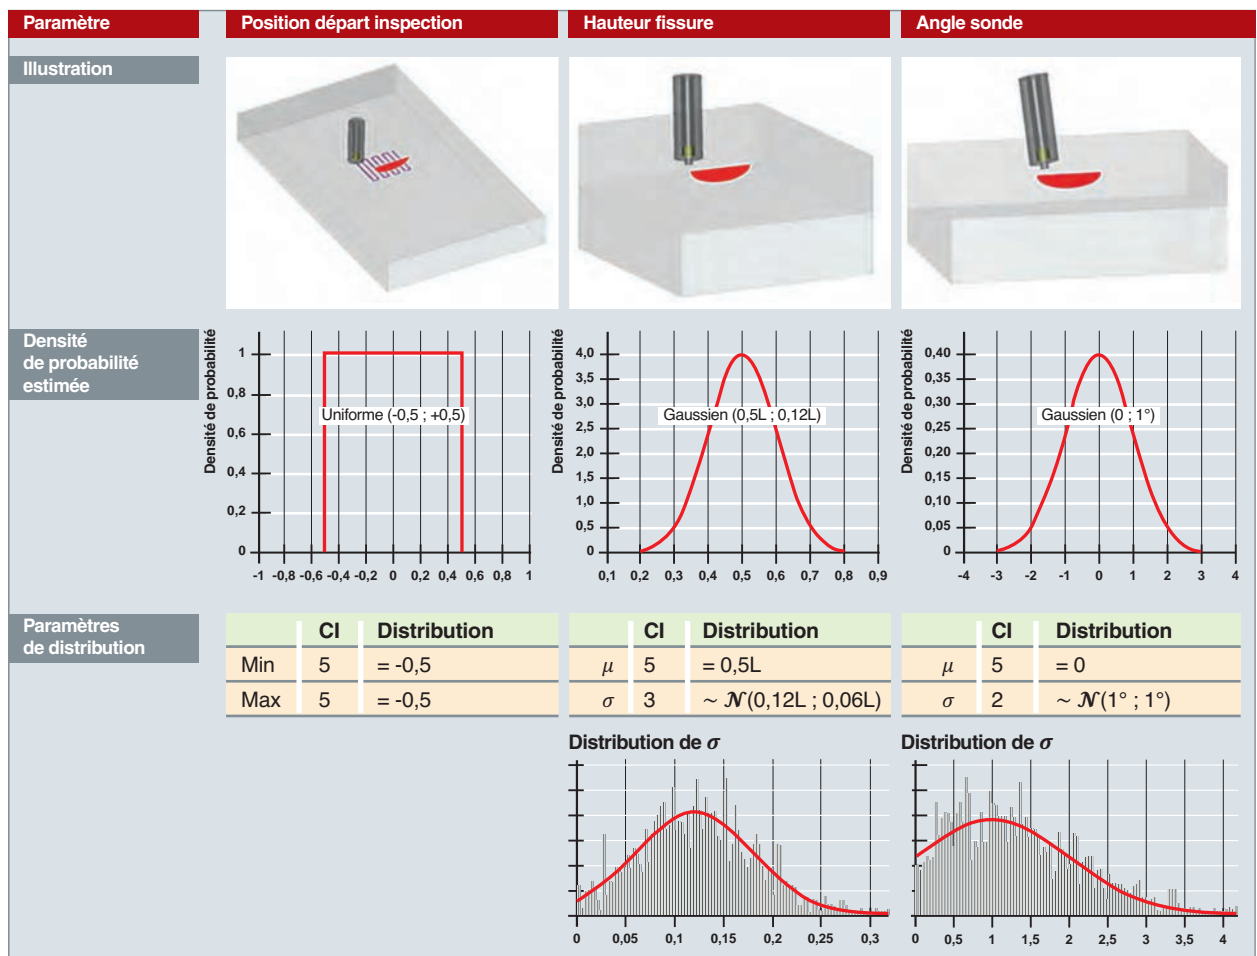 Paramètre
Position départ inspection
Hauteur fissure
Angle sonde
Illustration
Densité
de probabilité
estimée
Densité de probabilité
1
0,8
0,6
0,4
0,2
0
Uniforme (-0,5 ; +0,5)
-1 -0,8 -0,6 -0,4 -0,2 0 0,2 0,4 0,6 0,8 1
Densité de probabilité
4,0
3,5
3,0
2,5
2,0
1,5
1,0
0,5
0
Gaussien (0,5L ; 0,12L)
0,1 0,2 0,3 0,4 0,5 0,6 0,7 0,8 0,9
Densité de probabilité
0,40
0,35
0,30
0,25
0,20
0,15
0,10
0,05
0
Gaussien (0 ; 1°)
-4 -3 -2 -1 0 1 2 3 4
Paramètres
de distribution
CI Distribution
Min 5 = -0,5
Max 5 = -0,5
CI Distribution
μ 5 = 0,5L
σ 3 ~ N(0,12L ; 0,06L)
CI Distribution
μ 5 = 0
σ 2 ~ N(1° ; 1°)
Distribution de σ
0 0,05 0,1 0,15 0,2 0,25 0,3
Distribution de σ
0 0,5 1 1,5 2 2,5 3 3,5 4